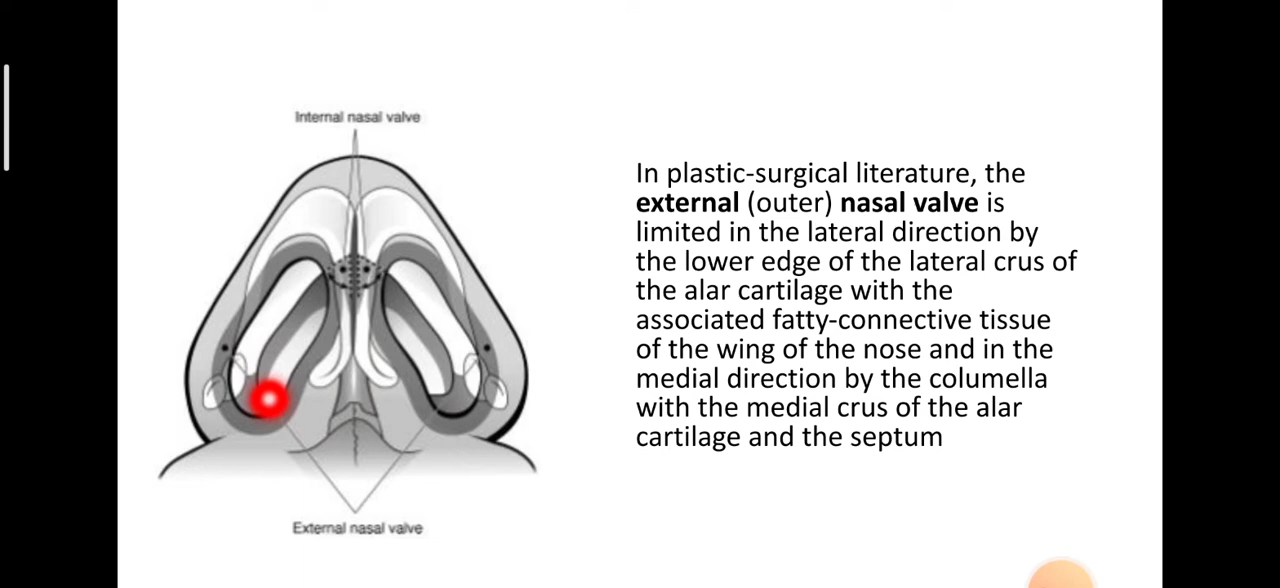 Internal nasal valve
In plastic-surgical literature, the
external (outer) nasal valve is
limited in the lateral direction by
the lower edge of the lateral crus of
the alar cartilage with the
associated fatty-connective tissue
of the wing of the nose and in the
medial direction by the columella
with the medial crus of the alar
cartilage and the septum
External nasal valve